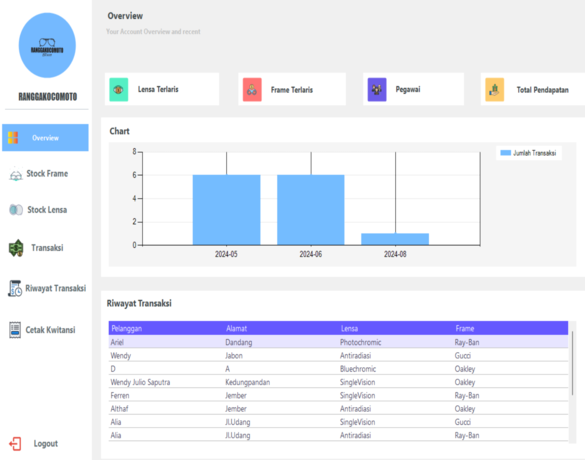 RANGGAKOCOMOTO
RANGGAKOCOMOTO
Overview
Stock Frame
Stock Lensa
Transaksi
Riwayat Transaksi
Cetak Kwitansi
Logout
Overview
Your Account Overview and recent
Lensa Terlaris
Frame Terlaris
Pegawai
Total Pendapatan
Chart
8
6
4
2
0
2024-05 2024-06 2024-08
Jumlah Transaksi
Riwayat Transaksi
Pelanggan Alamat Lensa Frame
Ariel Dandang Photochromic Ray-Ban
Wendy Jabon Antiradiasi Gucci
D A Bluechromic Oakley
Wendy Julio Saputra Kedungpandan SingleVision Oakley
Ferren Jember SingleVision Ray-Ban
Althaf Jember Antiradiasi Oakley
Alia Jl.Udang SingleVision Gucci
Alia Jl.Udang Antiradiasi Ray-Ban